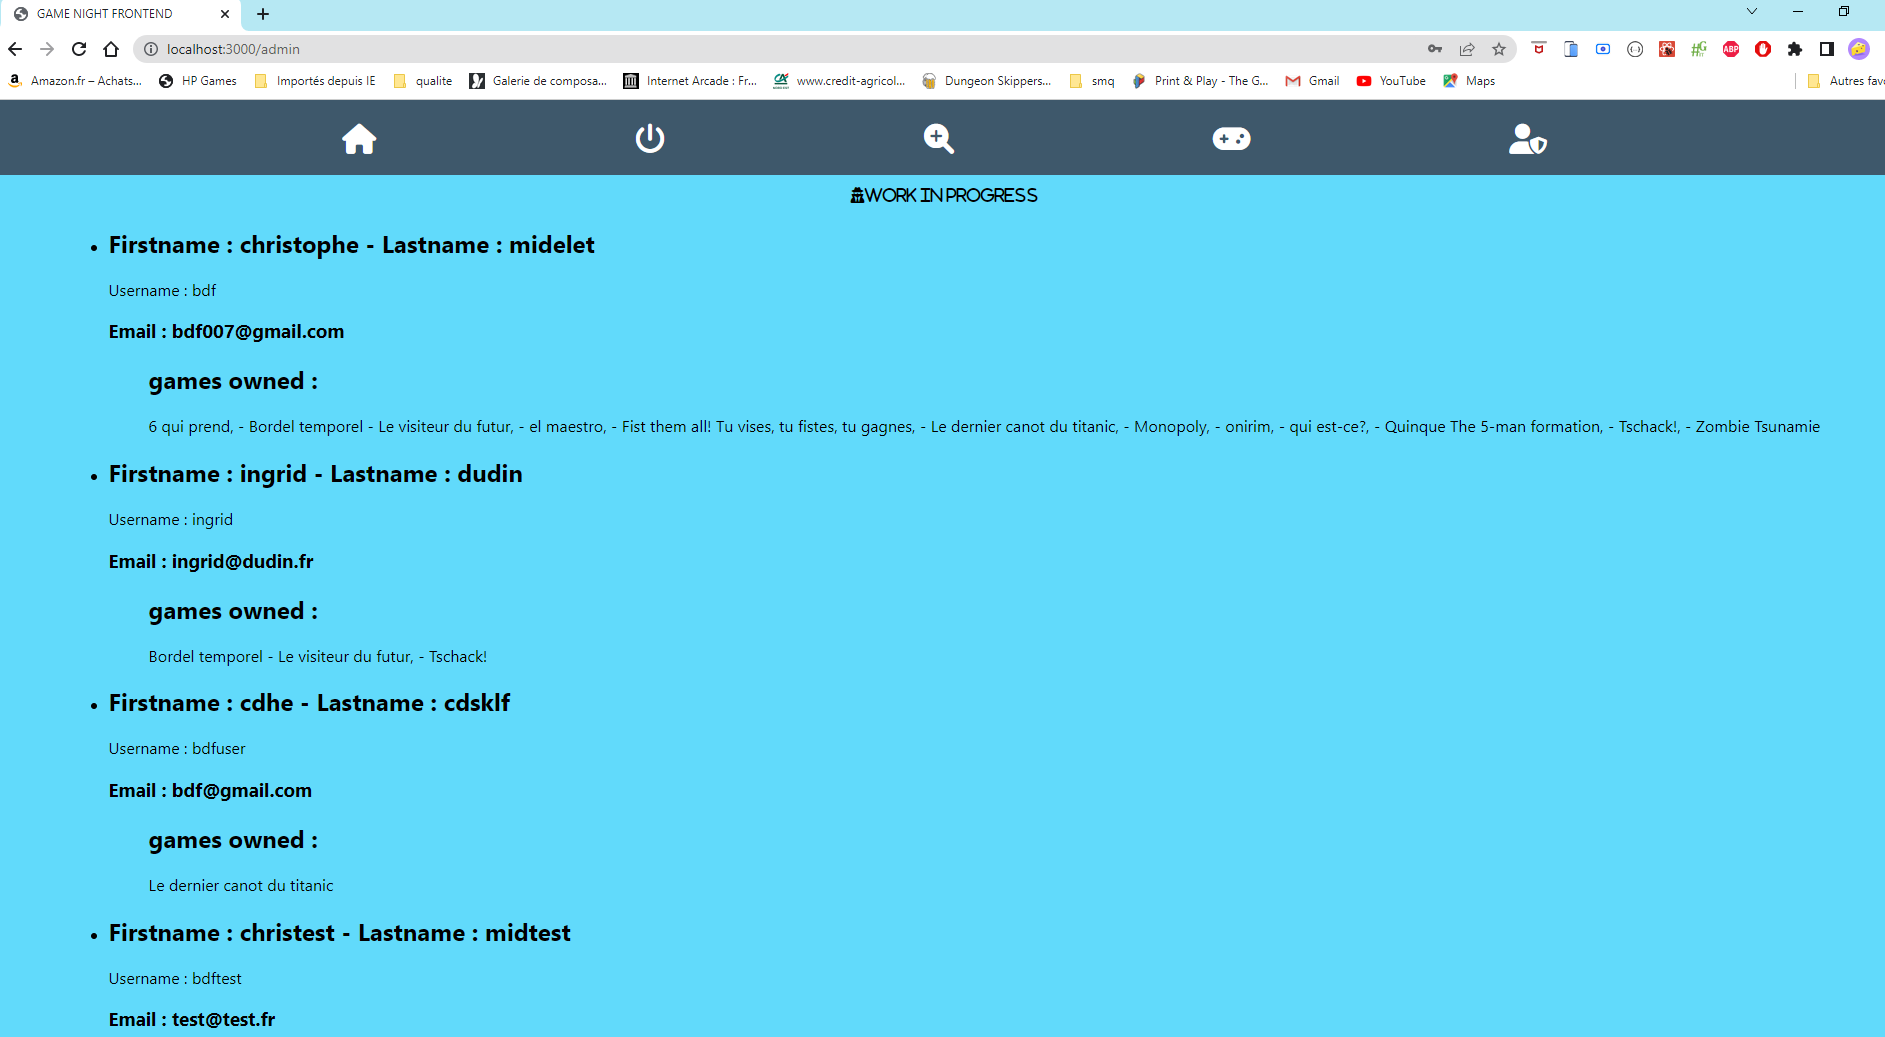 GAME NIGHT FRONTEND
localhost:3000/admin
Amazon.fr – Achats... HP Games Importés depuis IE qualite Galerie de composa... Internet Arcade : Fr... www.credit-agricol... Dungeon Skippers... smq Print & Play - The G... Gmail YouTube Maps Autres favo
WORK IN PROGRESS
• Firstname : christophe - Lastname : midelet
Username : bdf
Email : bdf007@gmail.com
games owned :
6 qui prend, - Bordel temporel - Le visiteur du futur, - el maestro, - Fist them all! Tu vises, tu fistes, tu gagnes, - Le dernier canot du titanic, - Monopoly, - onirim, - qui est-ce?, - Quinque The 5-man formation, - Tschack!, - Zombie Tsunamie
• Firstname : ingrid - Lastname : dudin
Username : ingrid
Email : ingrid@dudin.fr
games owned :
Bordel temporel - Le visiteur du futur, - Tschack!
• Firstname : cdhe - Lastname : cdsklf
Username : bdfuser
Email : bdf@gmail.com
games owned :
Le dernier canot du titanic
• Firstname : christest - Lastname : midtest
Username : bdftest
Email : test@test.fr